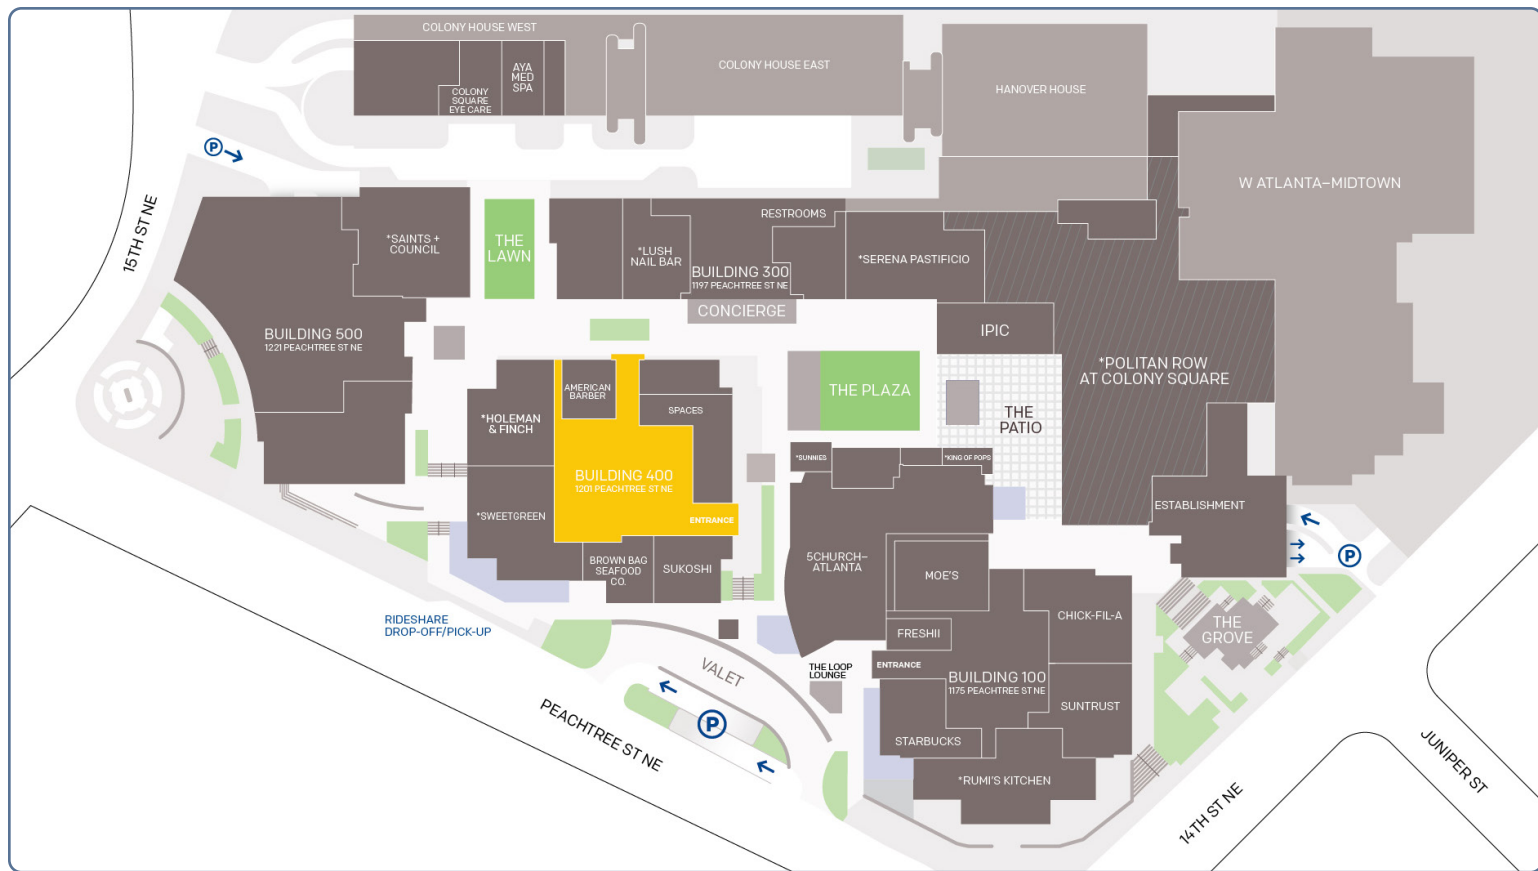 COLONY HOUSE WEST
AYA
MED
SPA
COLONY
SQUARE
EYE CARE
COLONY HOUSE EAST
HANOVER HOUSE
W ATLANTA–MIDTOWN
P
15TH ST NE
*SAINTS +
COUNCIL
THE
LAWN
RESTROOMS
*LUSH
NAIL BAR
BUILDING 300
1197 PEACHTREE ST NE
*SERENA PASTIFICIO
CONCIERGE
IPIC
BUILDING 500
1221 PEACHTREE ST NE
*POLITAN ROW
AT COLONY SQUARE
AMERICAN
BARBER
SPACES
THE PLAZA
THE
PATIO
*HOLEMAN
& FINCH
*SUNNIES
*KING OF POPS
BUILDING 400
1201 PEACHTREE ST NE
ENTRANCE
*SWEETGREEN
ESTABLISHMENT
BROWN BAG
SEAFOOD
CO.
SUKOSHI
5CHURCH–
ATLANTA
MOE'S
P
RIDESHARE
DROP-OFF/PICK-UP
FRESHII
CHICK-FIL-A
THE
GROVE
VALET
THE LOOP
LOUNGE
ENTRANCE
BUILDING 100
1175 PEACHTREE ST NE
SUNTRUST
P
STARBUCKS
PEACHTREE ST NE
*RUMI'S KITCHEN
14TH ST NE
JUNIPER ST